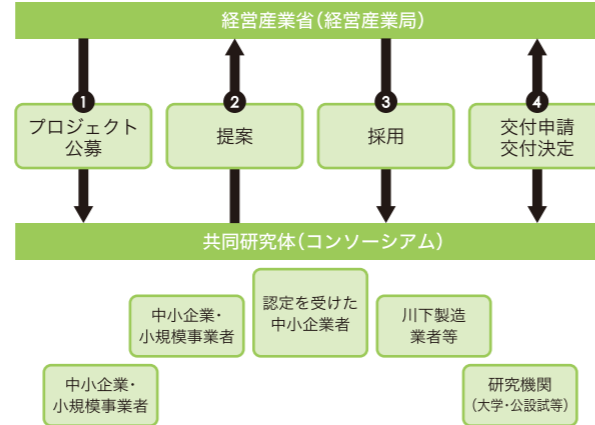 経営産業省（経営産業局）
1
プロジェクト
公募
2
提案
3
採用
4
交付申請
交付決定
共同研究体（コンソーシアム）
中小企業・
小規模事業者
中小企業・
小規模事業者
認定を受けた
中小企業者
川下製造
業者等
研究機関
（大学・公設試等）